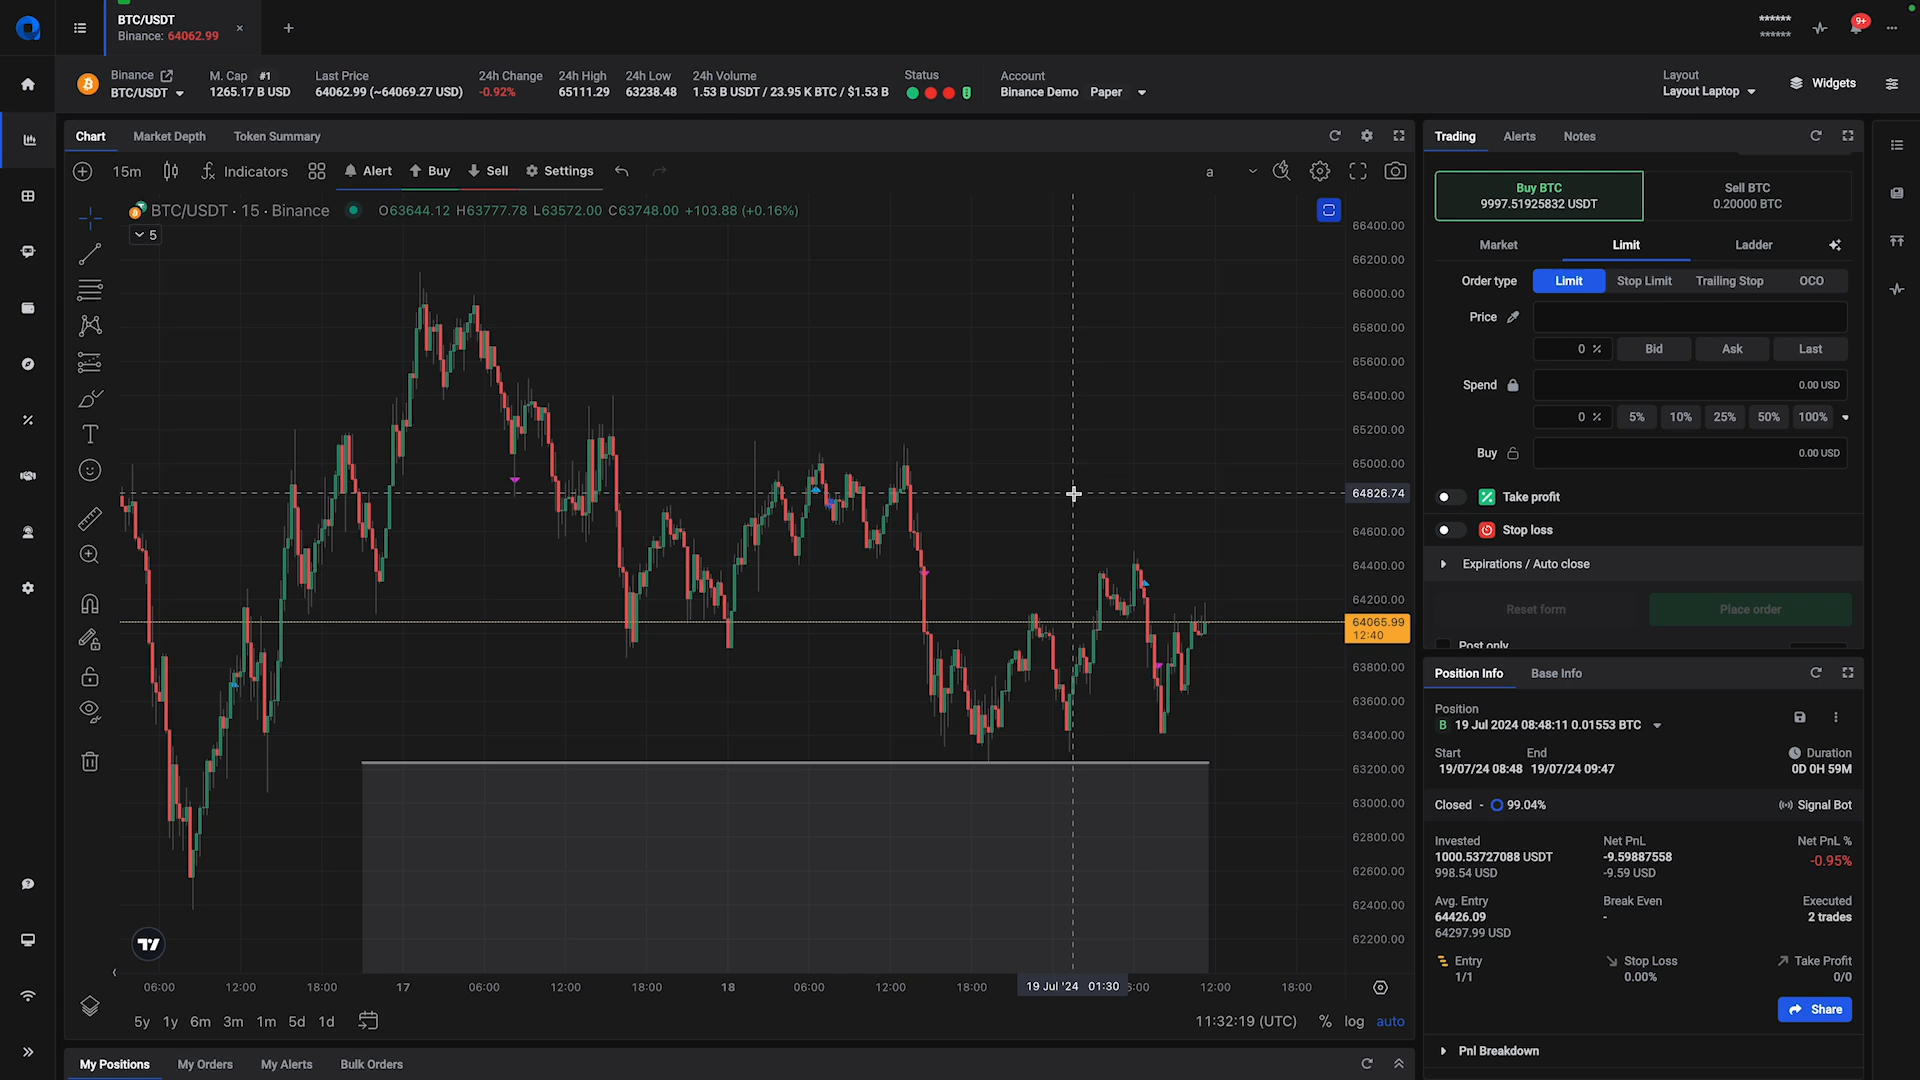 BTC/USDT
Binance: 64062.99
******
******
9+
Binance
BTC/USDT
M. Cap #1
1265.17 B USD
Last Price
64062.99 (~64069.27 USD)
24h Change
-0.92%
24h High
65111.29
24h Low
63238.48
24h Volume
1.53 B USDT / 23.95 K BTC / $1.53 B
Status
Account
Binance Demo Paper
Layout
Layout Laptop
Widgets
Chart Market Depth Token Summary
15m Indicators Alert Buy Sell Settings a
BTC/USDT · 15 · Binance O63644.12 H63777.78 L63572.00 C63748.00 +103.88 (+0.16%)
5
66400.00
66200.00
66000.00
65800.00
65600.00
65400.00
65200.00
65000.00
64826.74
64600.00
64400.00
64200.00
64065.99
12:40
63800.00
63600.00
63400.00
63200.00
63000.00
62800.00
62600.00
62400.00
62200.00
06:00 12:00 18:00 17 06:00 12:00 18:00 18 06:00 12:00 18:00 19 Jul '24 01:30 12:00 18:00
5y 1y 6m 3m 1m 5d 1d
11:32:19 (UTC) % log auto
My Positions My Orders My Alerts Bulk Orders
Trading Alerts Notes
Buy BTC
9997.51925832 USDT
Sell BTC
0.20000 BTC
Market Limit Ladder
Order type Limit Stop Limit Trailing Stop OCO
Price
0 % Bid Ask Last
Spend 0.00 USD
0 % 5% 10% 25% 50% 100%
Buy 0.00 USD
Take profit
Stop loss
Expirations / Auto close
Reset form Place order
Post only
Position Info Base Info
Position
B 19 Jul 2024 08:48:11 0.01553 BTC
Start End Duration
19/07/24 08:48 19/07/24 09:47 0D 0H 59M
Closed - 99.04% Signal Bot
Invested Net PnL Net PnL %
1000.53727088 USDT -9.59887558 -0.95%
998.54 USD -9.59 USD
Avg. Entry Break Even Executed
64426.09 - 2 trades
64297.99 USD
Entry Stop Loss Take Profit
1/1 0.00% 0/0
Share
Pnl Breakdown